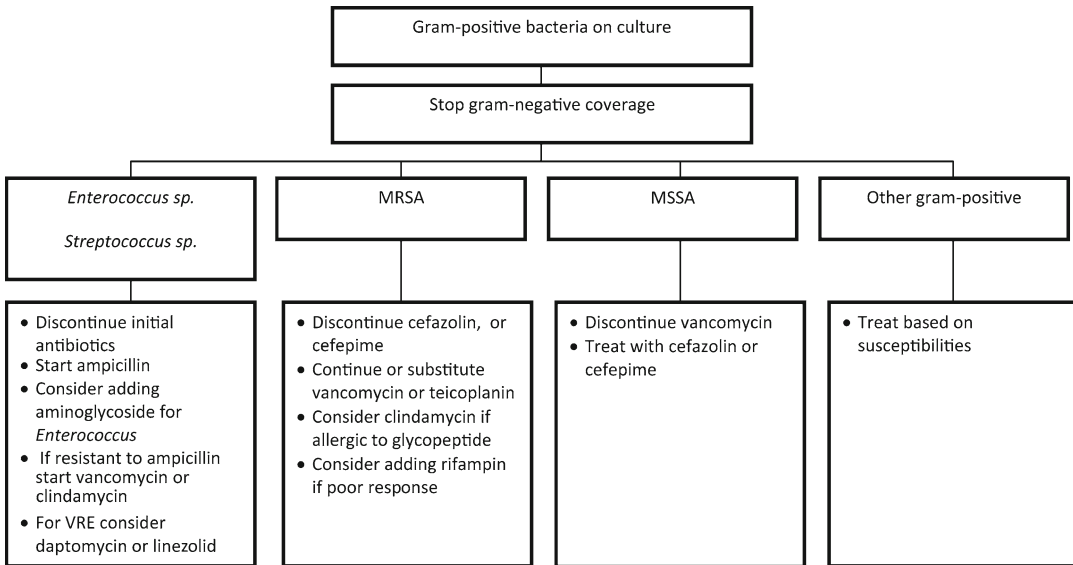 Gram-positive bacteria on culture
Stop gram-negative coverage
Enterococcus sp.
Streptococcus sp.
MRSA
MSSA
Other gram-positive
• Discontinue initial
antibiotics
• Start ampicillin
• Consider adding
aminoglycoside for
Enterococcus
• If resistant to ampicillin
start vancomycin or
clindamycin
• For VRE consider
daptomycin or linezolid
• Discontinue cefazolin, or
cefepime
• Continue or substitute
vancomycin or teicoplanin
• Consider clindamycin if
allergic to glycopeptide
• Consider adding rifampin
if poor response
• Discontinue vancomycin
• Treat with cefazolin or
cefepime
• Treat based on
susceptibilities